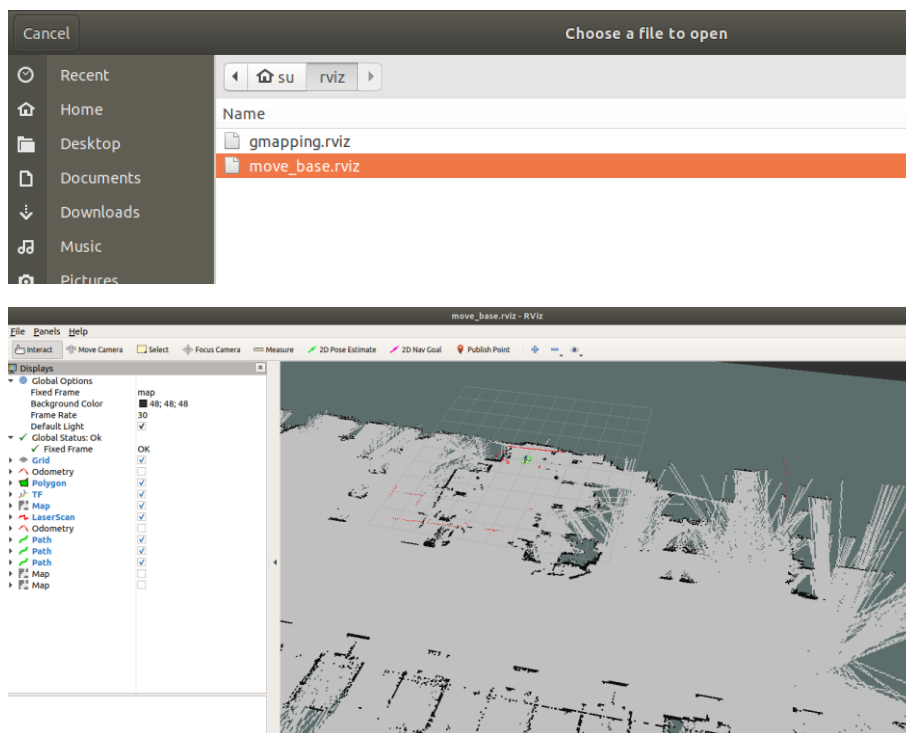 Cancel Choose a file to open
Recent su rviz
Home Name
Desktop gmapping.rviz
Documents move_base.rviz
Downloads
Music
Pictures
move_base.rviz - RViz
File Panels Help
Interact Move Camera Select Focus Camera Measure 2D Pose Estimate 2D Nav Goal Publish Point
Displays
Global Options
Fixed Frame map
Background Color 48; 48; 48
Frame Rate 30
Default Light
Global Status: Ok
Fixed Frame OK
Grid
Odometry
Polygon
TF
Map
LaserScan
Odometry
Path
Path
Path
Map
Map